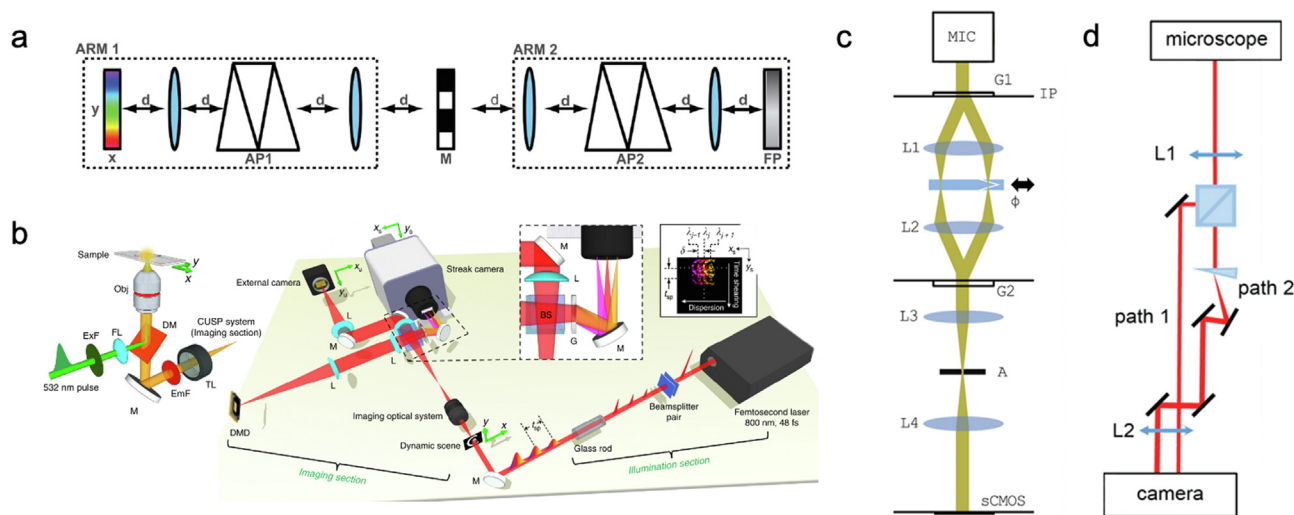 a
ARM 1
ARM 2
y
d
d
d
d
d
d
d
d
x
AP1
M
AP2
FP
b
Sample
y
x
Obj
ExF
FL
DM
CUSP system
(Imaging section)
532 nm pulse
M
EmF
TL
External camera
Streak camera
L
M
L
L
DMD
Imaging optical system
Dynamic scene
y
x
M
Glass rod
Beamsplitter
pair
Femtosecond laser
800 nm, 48 fs
Imaging section
Illumination section
M
L
BS
G
M
Time shearing
Dispersion
c
MIC
G1
IP
L1
ϕ
L2
G2
L3
A
L4
sCMOS
d
microscope
L1
path 2
path 1
L2
camera